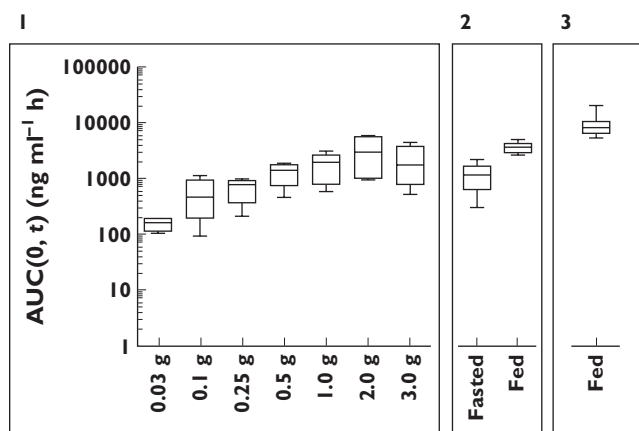 1
2
3
AUC(0, t) (ng ml⁻¹ h)
100000
10000
1000
100
10
1
0.03 g
0.1 g
0.25 g
0.5 g
1.0 g
2.0 g
3.0 g
Fasted
Fed
Fed